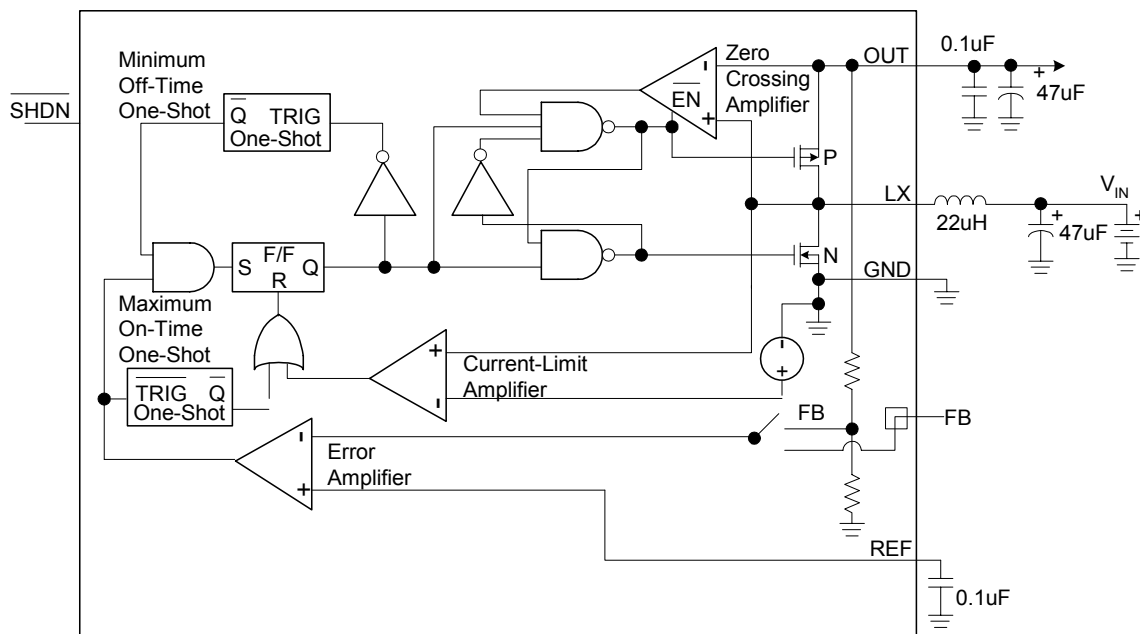 Minimum
Off-Time
One-Shot
SHDN
Q TRIG
One-Shot
EN
Zero
Crossing
Amplifier
- 
+
OUT
0.1uF
+
47uF
P
LX
22uH
+
47uF
VIN
+
N
GND
S F/F Q
R
Maximum
On-Time
One-Shot
TRIG Q
One-Shot
+
-
Current-Limit
Amplifier
-
+
FB
FB
-
+
Error
Amplifier
REF
0.1uF